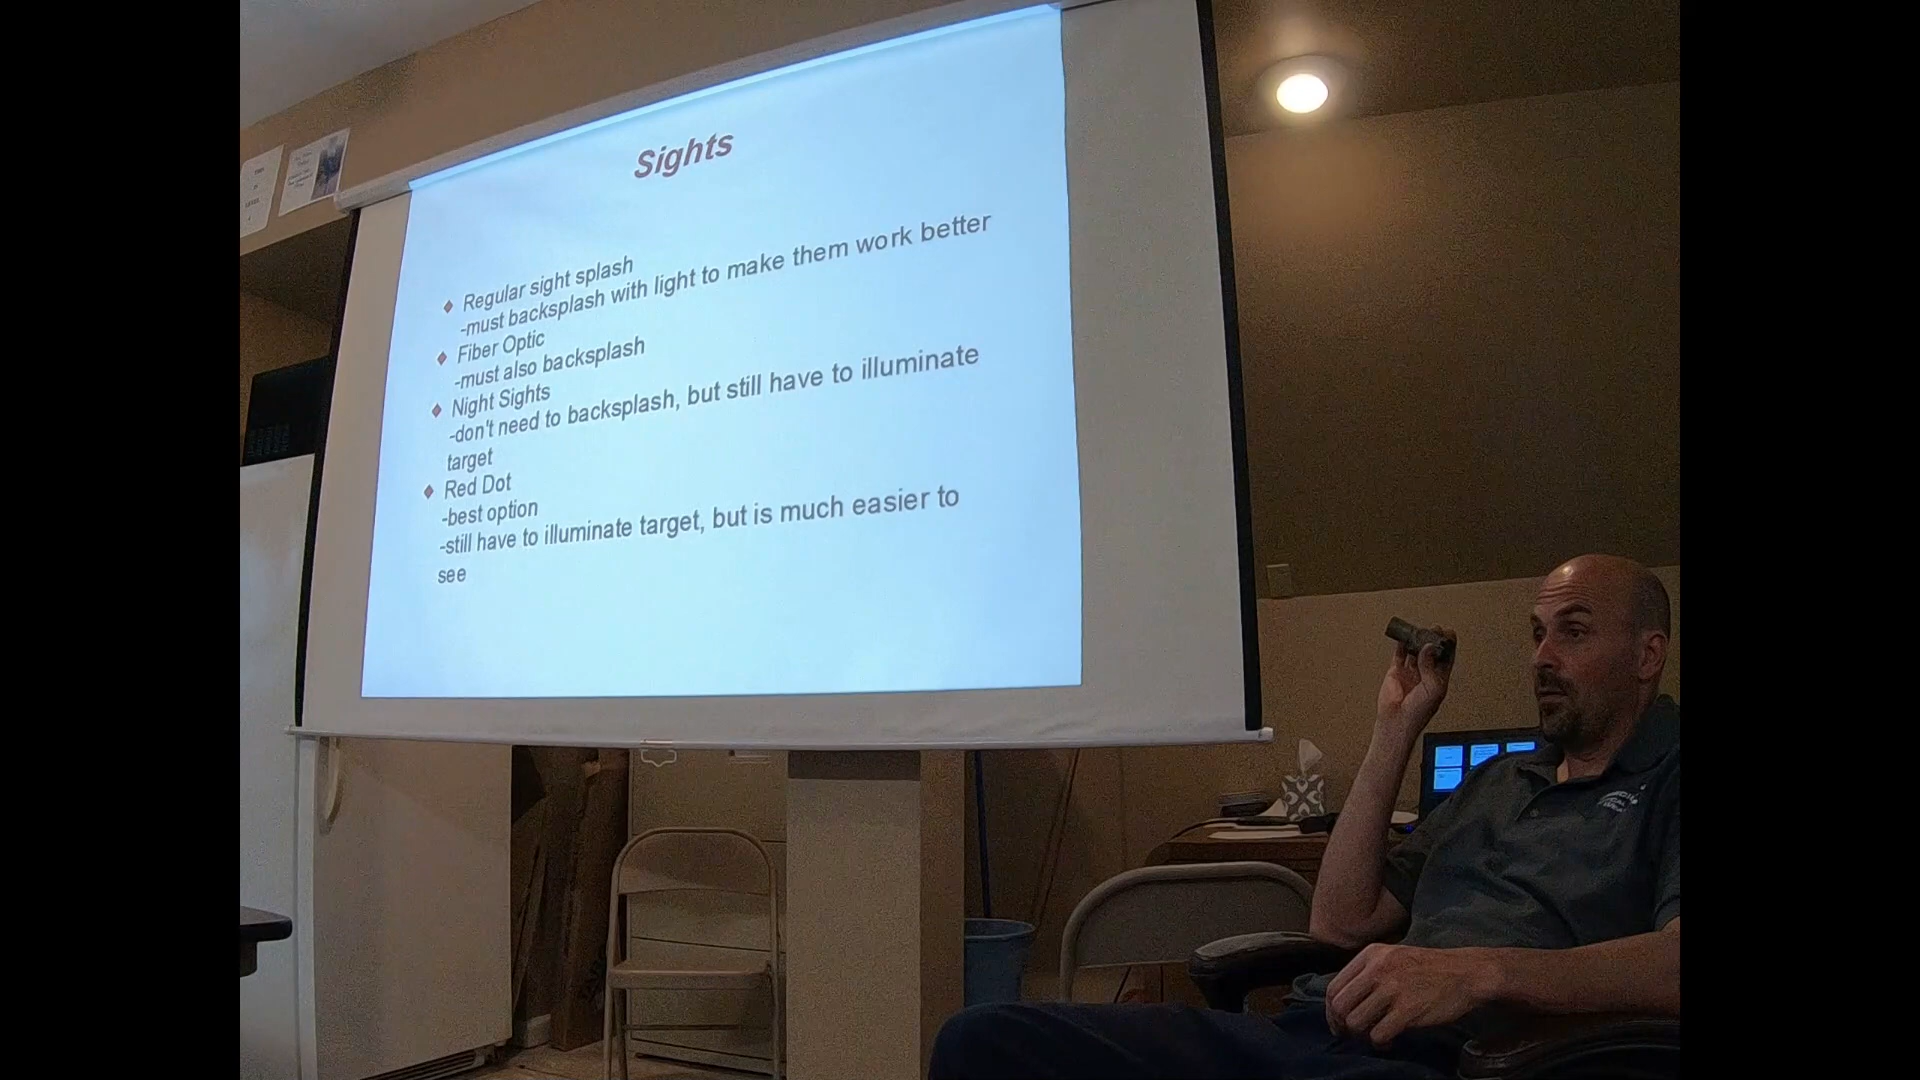 Sights
Regular sight splash
-must backsplash with light to make them work better
Fiber Optic
-must also backsplash
Night Sights
-don't need to backsplash, but still have to illuminate
target
Red Dot
-best option
-still have to illuminate target, but is much easier to
see